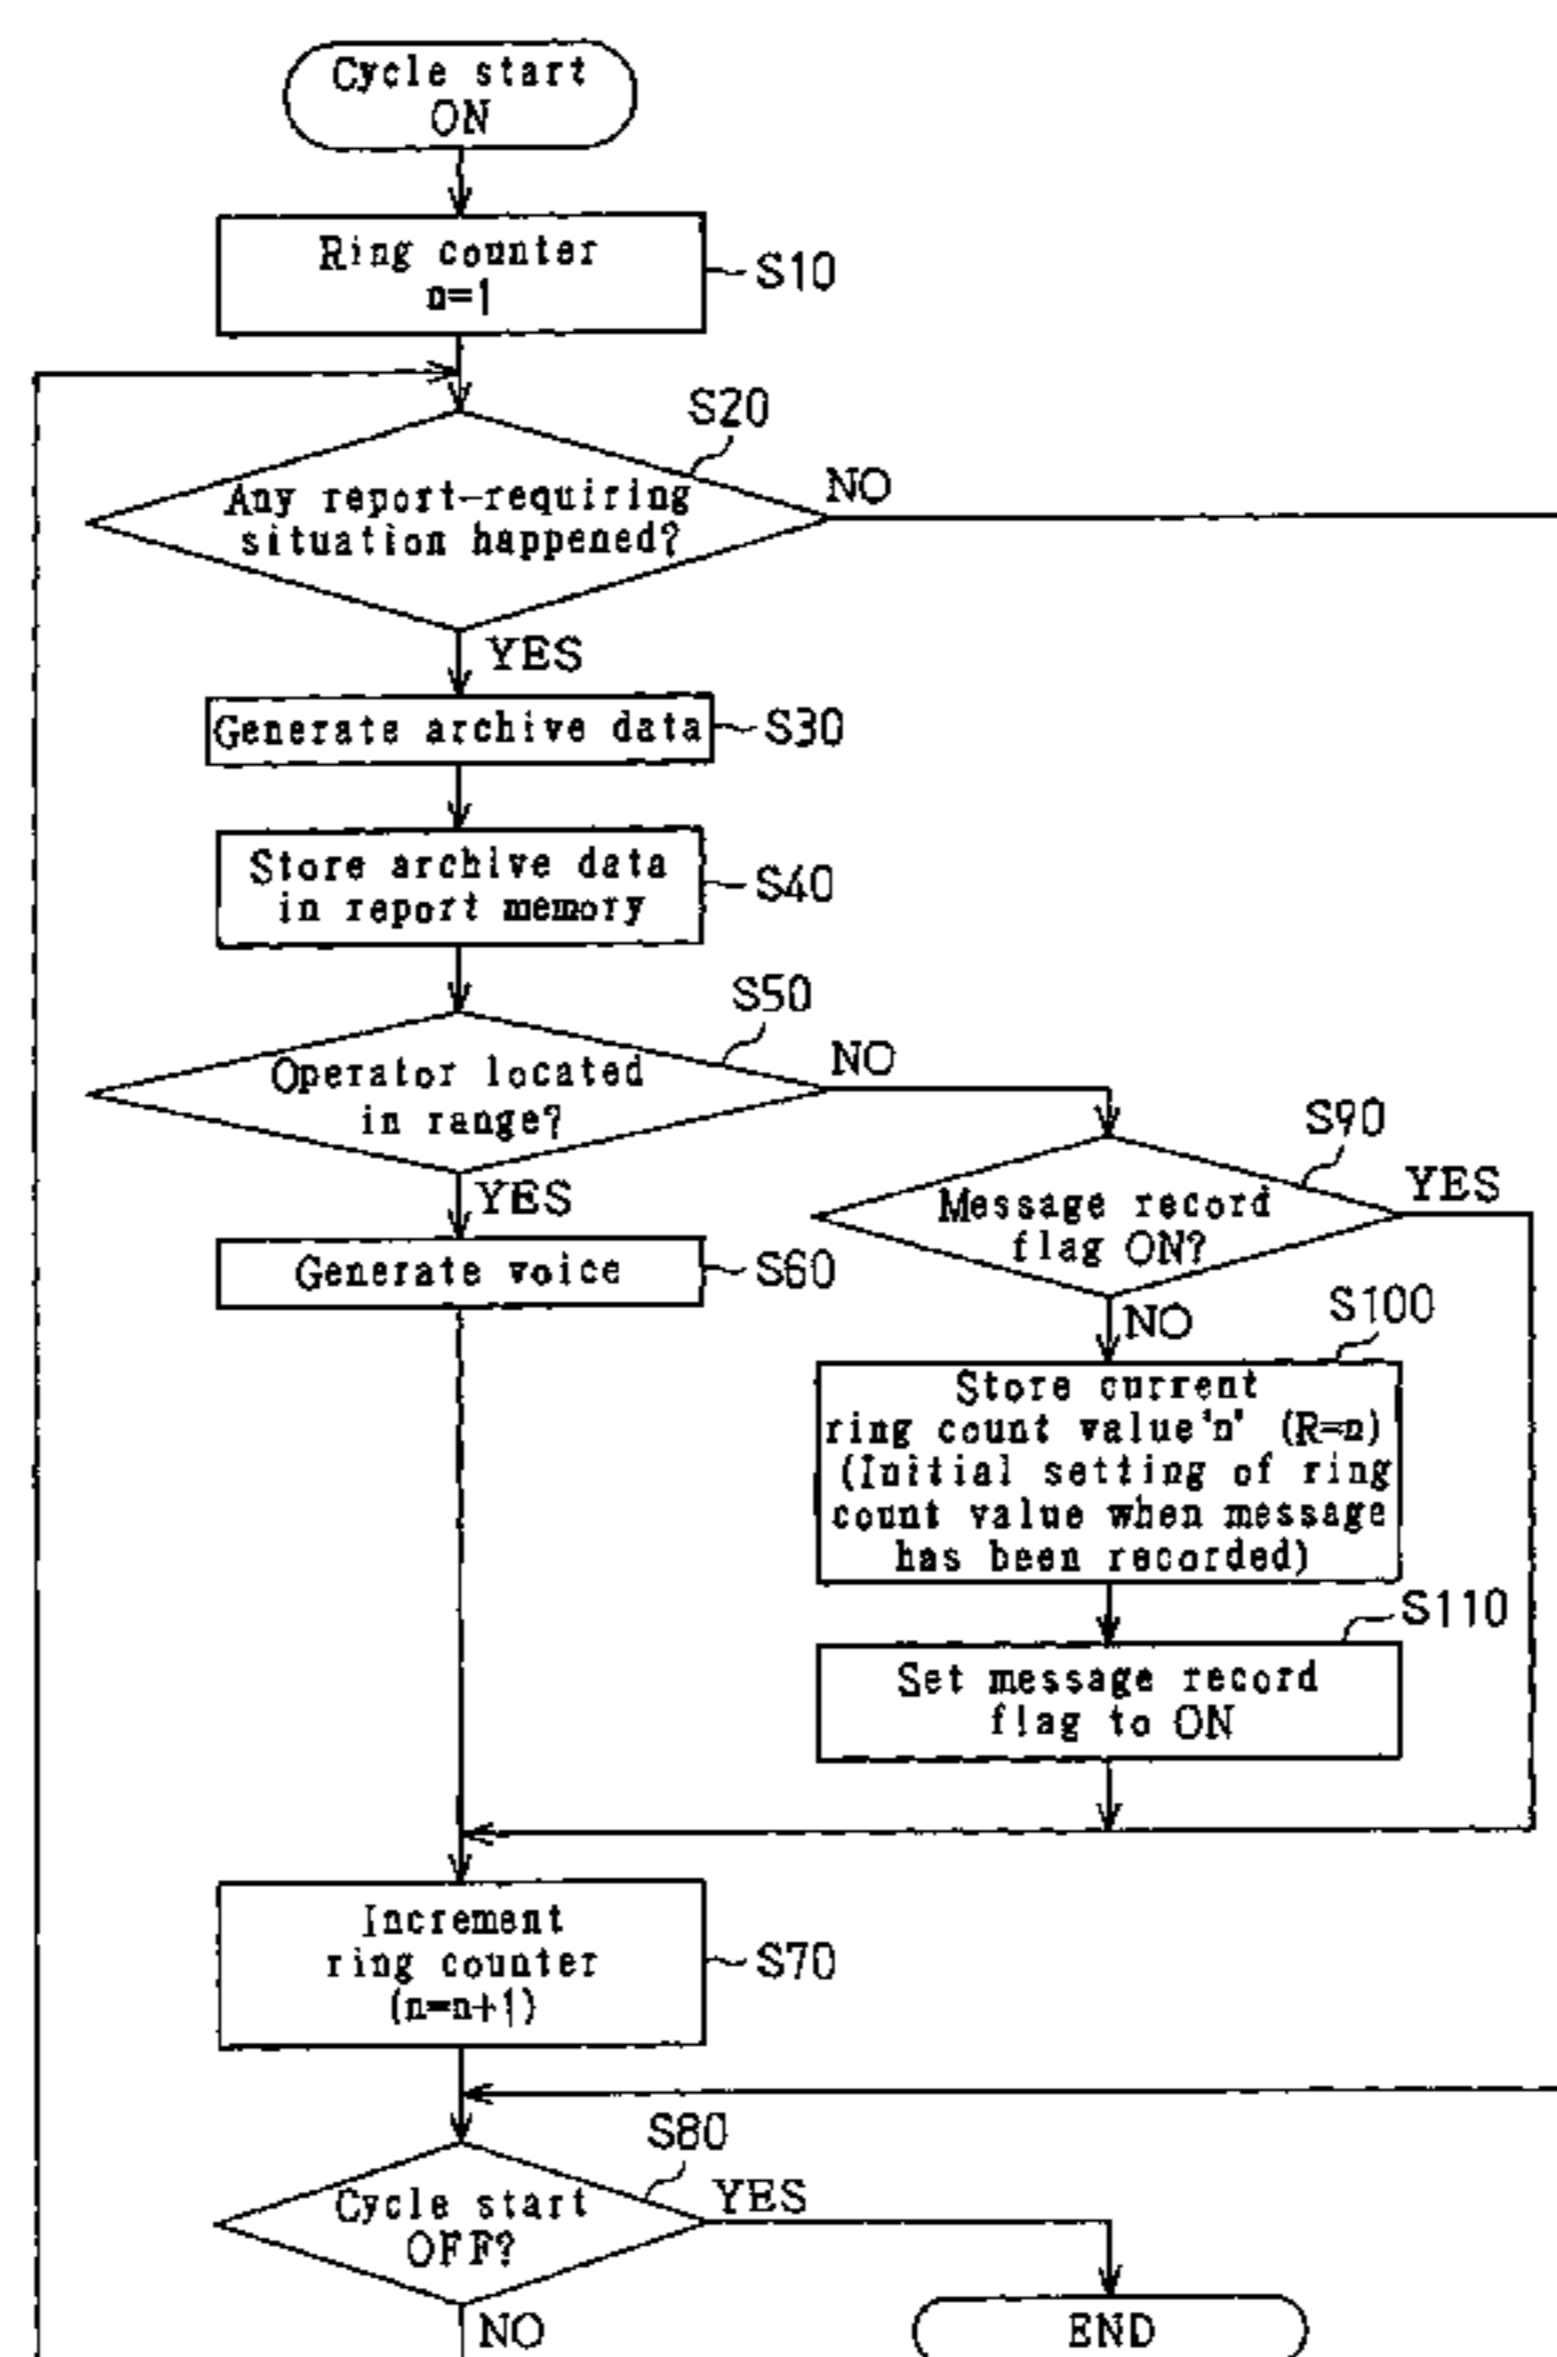 Cycle start
ON
Ring counter
n=1
S10
S20
Any report-requiring
situation happened?
NO
YES
Generate archive data
S30
Store archive data
in report memory
S40
S50
Operator located
in range?
NO
YES
Generate voice
S60
S90
Message record
flag ON?
YES
NO
S100
Store current
ring count value'n' (R=n)
(Initial setting of ring
count value when message
has been recorded)
S110
Set message record
flag to ON
Increment
ring counter
(n=n+1)
S70
S80
Cycle start
OFF?
YES
NO
END